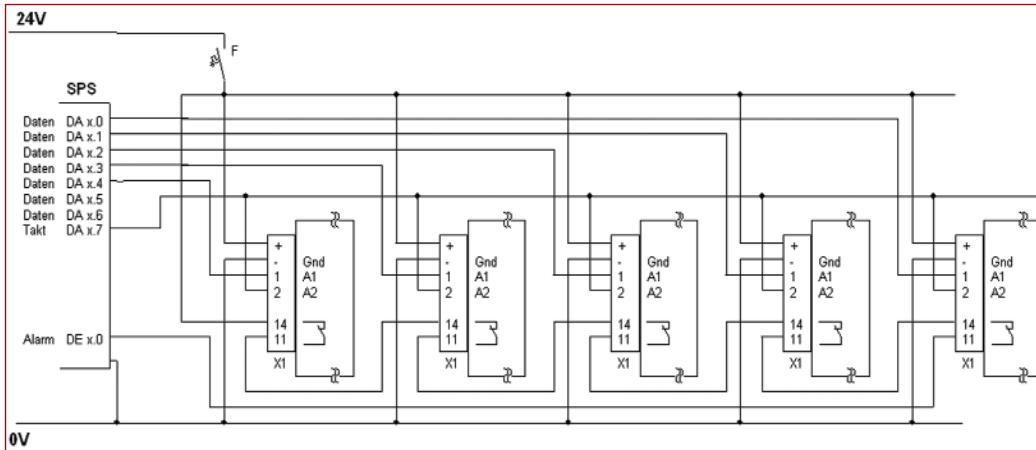 24V
F
SPS
Daten DA x.0
Daten DA x.1
Daten DA x.2
Daten DA x.3
Daten DA x.4
Daten DA x.5
Daten DA x.6
Takt DA x.7
Alarm DE x.0
+
- Gnd
1 A1
2 A2
14
11
X1
+
- Gnd
1 A1
2 A2
14
11
X1
+
- Gnd
1 A1
2 A2
14
11
X1
+
- Gnd
1 A1
2 A2
14
11
X1
+
- Gnd
1 A1
2 A2
14
11
X1
0V